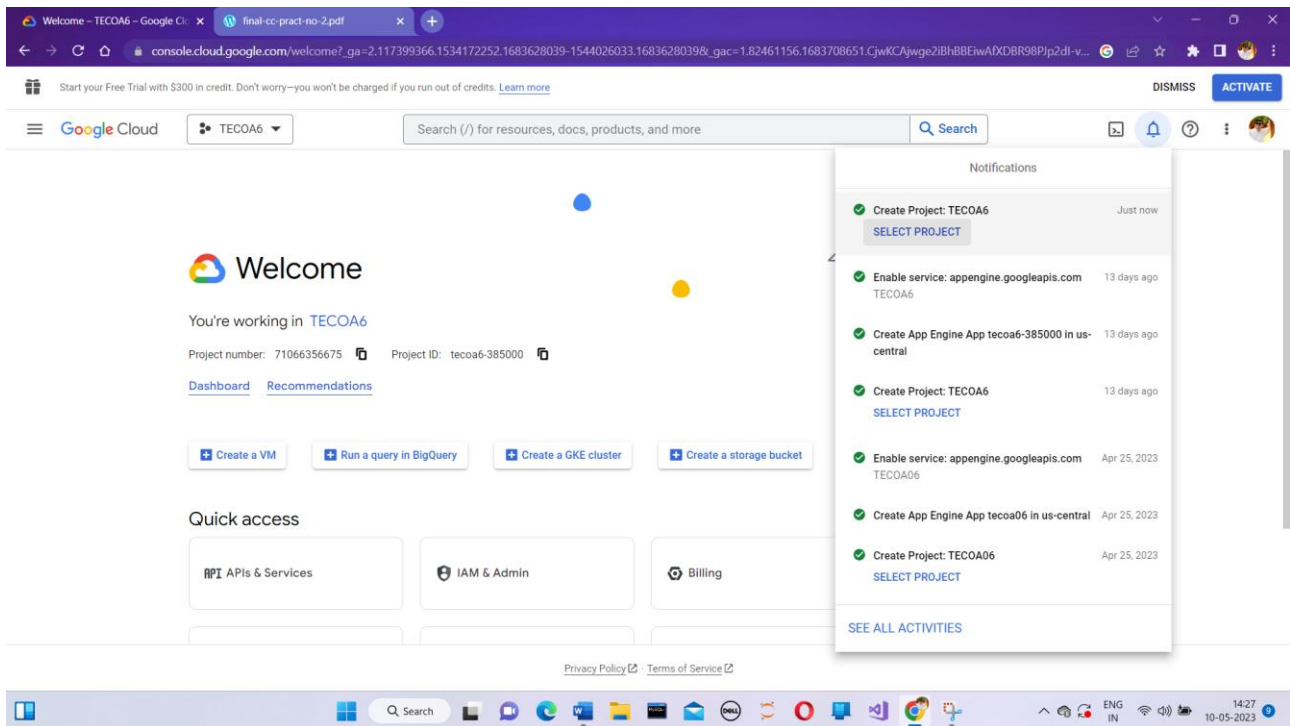 Welcome – TECOA6 – Google Clo
final-cc-pract-no-2.pdf
console.cloud.google.com/welcome?_ga=2.117399366.1534172252.1683628039-1544026033.1683628039&_gac=1.82461156.1683708651.CjwKCAjwge2iBhBBEiwAfXDBR98PJp2dI-v...
Start your Free Trial with $300 in credit. Don't worry—you won't be charged if you run out of credits. Learn more
DISMISS
ACTIVATE
Google Cloud
TECOA6
Search (/) for resources, docs, products, and more
Search
Notifications
Create Project: TECOA6
Just now
SELECT PROJECT
Enable service: appengine.googleapis.com
13 days ago
TECOA6
Create App Engine App tecoa6-385000 in us-
13 days ago
central
Create Project: TECOA6
13 days ago
SELECT PROJECT
Enable service: appengine.googleapis.com
Apr 25, 2023
TECOA06
Create App Engine App tecoa06 in us-central
Apr 25, 2023
Create Project: TECOA06
Apr 25, 2023
SELECT PROJECT
SEE ALL ACTIVITIES
Welcome
You're working in TECOA6
Project number: 71066356675
Project ID: tecoa6-385000
Dashboard
Recommendations
Create a VM
Run a query in BigQuery
Create a GKE cluster
Create a storage bucket
Quick access
API APIs & Services
IAM & Admin
Billing
Privacy Policy · Terms of Service
Search
DELL
ENG
IN
14:27
10-05-2023
9